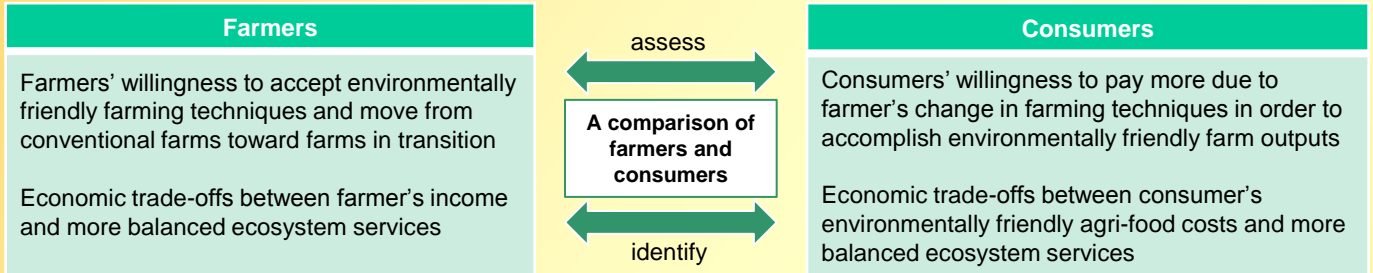 Farmers
Farmers' willingness to accept environmentally
friendly farming techniques and move from
conventional farms toward farms in transition
Economic trade-offs between farmer's income
and more balanced ecosystem services
assess
A comparison of
farmers and
consumers
identify
Consumers
Consumers' willingness to pay more due to
farmer's change in farming techniques in order to
accomplish environmentally friendly farm outputs
Economic trade-offs between consumer's
environmentally friendly agri-food costs and more
balanced ecosystem services